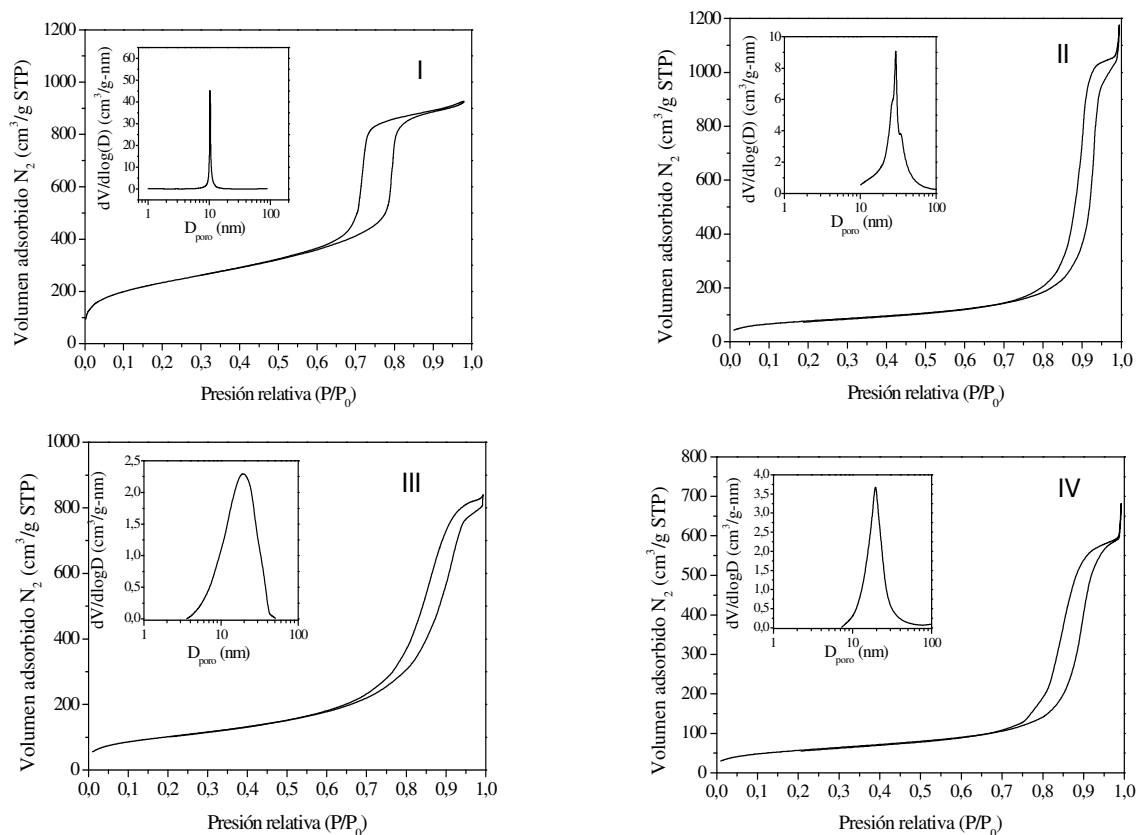 I
Volumen adsorbido N₂ (cm³/g STP)
1200
1000
800
600
400
200
0
0,0 0,1 0,2 0,3 0,4 0,5 0,6 0,7 0,8 0,9 1,0
Presión relativa (P/P₀)
dV/dlog(D) (cm³/g-nm)
60
50
40
30
20
10
0
1 10 100
D_poro (nm)
II
Volumen adsorbido N₂ (cm³/g STP)
1200
1000
800
600
400
200
0
0,0 0,1 0,2 0,3 0,4 0,5 0,6 0,7 0,8 0,9 1,0
Presión relativa (P/P₀)
dV/dlog(D) (cm³/g-nm)
10
8
6
4
2
0
1 10 100
D_poro (nm)
III
Volumen adsorbido N₂ (cm³/g STP)
1000
800
600
400
200
0
0,0 0,1 0,2 0,3 0,4 0,5 0,6 0,7 0,8 0,9 1,0
Presión relativa (P/P₀)
dV/dlogD (cm³/g-nm)
2,5
2,0
1,5
1,0
0,5
0,0
1 10 100
D_poro (nm)
IV
Volumen adsorbido N₂ (cm³/g STP)
800
700
600
500
400
300
200
100
0
0,0 0,1 0,2 0,3 0,4 0,5 0,6 0,7 0,8 0,9 1,0
Presión relativa (P/P₀)
dV/dlogD (cm³/g-nm)
4,0
3,5
3,0
2,5
2,0
1,5
1,0
0,5
0,0
1 10 100
D_poro (nm)